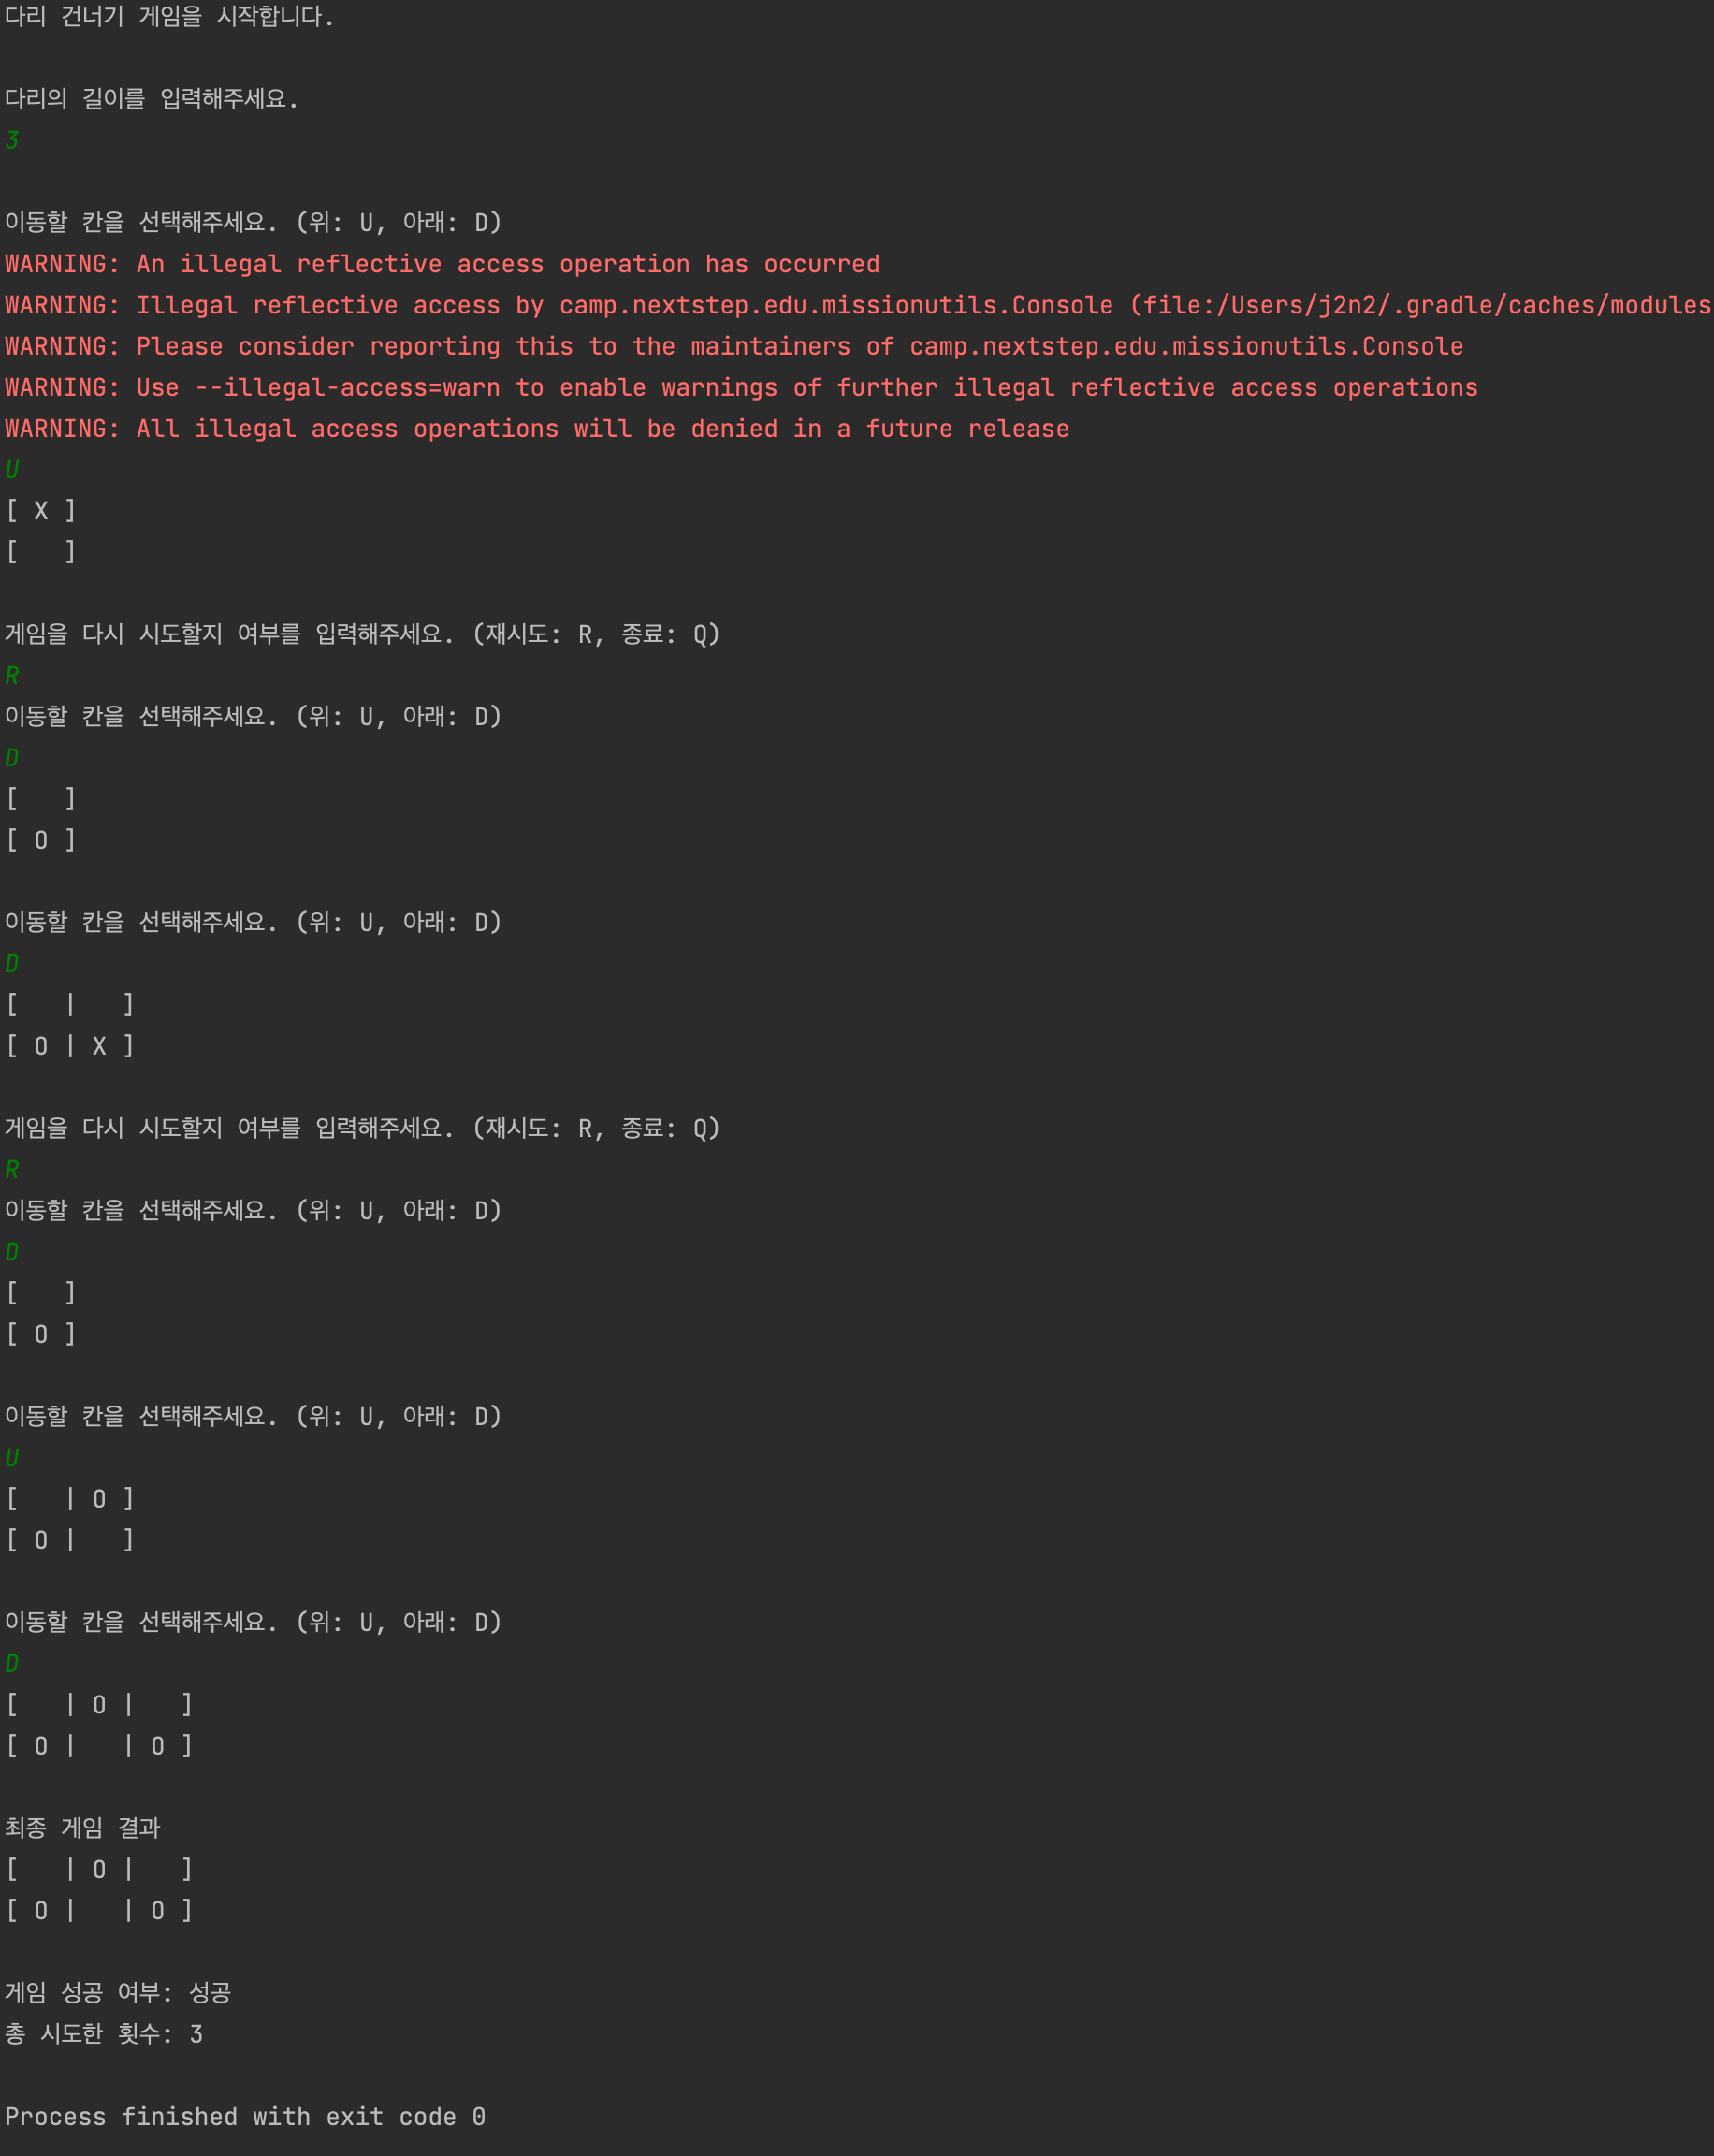 다리 건너기 게임을 시작합니다.
다리의 길이를 입력해주세요.
3
이동할 칸을 선택해주세요. (위: U, 아래: D)
WARNING: An illegal reflective access operation has occurred
WARNING: Illegal reflective access by camp.nextstep.edu.missionutils.Console (file:/Users/j2n2/.gradle/caches/modules
WARNING: Please consider reporting this to the maintainers of camp.nextstep.edu.missionutils.Console
WARNING: Use --illegal-access=warn to enable warnings of further illegal reflective access operations
WARNING: All illegal access operations will be denied in a future release
U
[ X ]
[   ]
게임을 다시 시도할지 여부를 입력해주세요. (재시도: R, 종료: Q)
R
이동할 칸을 선택해주세요. (위: U, 아래: D)
D
[   ]
[ O ]
이동할 칸을 선택해주세요. (위: U, 아래: D)
D
[   |   ]
[ O | X ]
게임을 다시 시도할지 여부를 입력해주세요. (재시도: R, 종료: Q)
R
이동할 칸을 선택해주세요. (위: U, 아래: D)
D
[   ]
[ O ]
이동할 칸을 선택해주세요. (위: U, 아래: D)
U
[   | O ]
[ O |   ]
이동할 칸을 선택해주세요. (위: U, 아래: D)
D
[   | O |   ]
[ O |   | O ]
최종 게임 결과
[   | O |   ]
[ O |   | O ]
게임 성공 여부: 성공
총 시도한 횟수: 3
Process finished with exit code 0